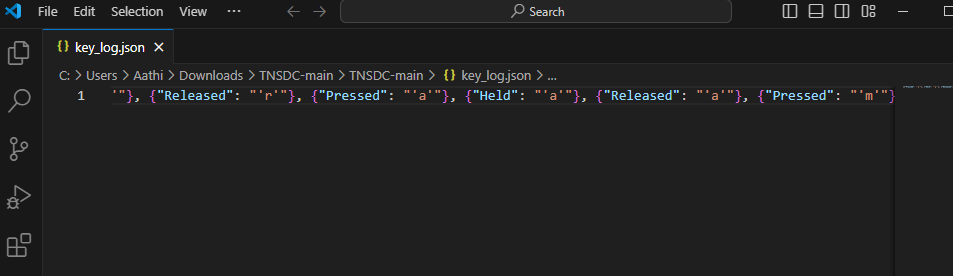 File Edit Selection View ··· Search
{} key_log.json ×
C: > Users > Aathi > Downloads > TNSDC-main > TNSDC-main > {} key_log.json > ...
1 '"}, {"Released": "'r'"}, {"Pressed": "'a'"}, {"Held": "'a'"}, {"Released": "'a'"}, {"Pressed": "'m'"}